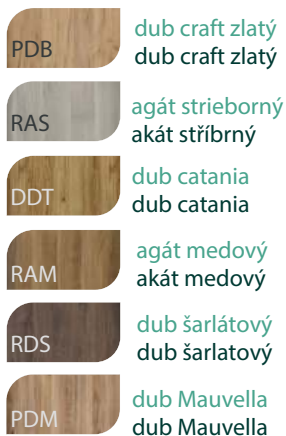 PDB
dub craft zlatý
dub craft zlatý
RAS
agát strieborný
akát stříbrný
DDT
dub catania
dub catania
RAM
agát medový
akát medový
RDS
dub šarlátový
dub šarlatový
PDM
dub Mauvella
dub Mauvella